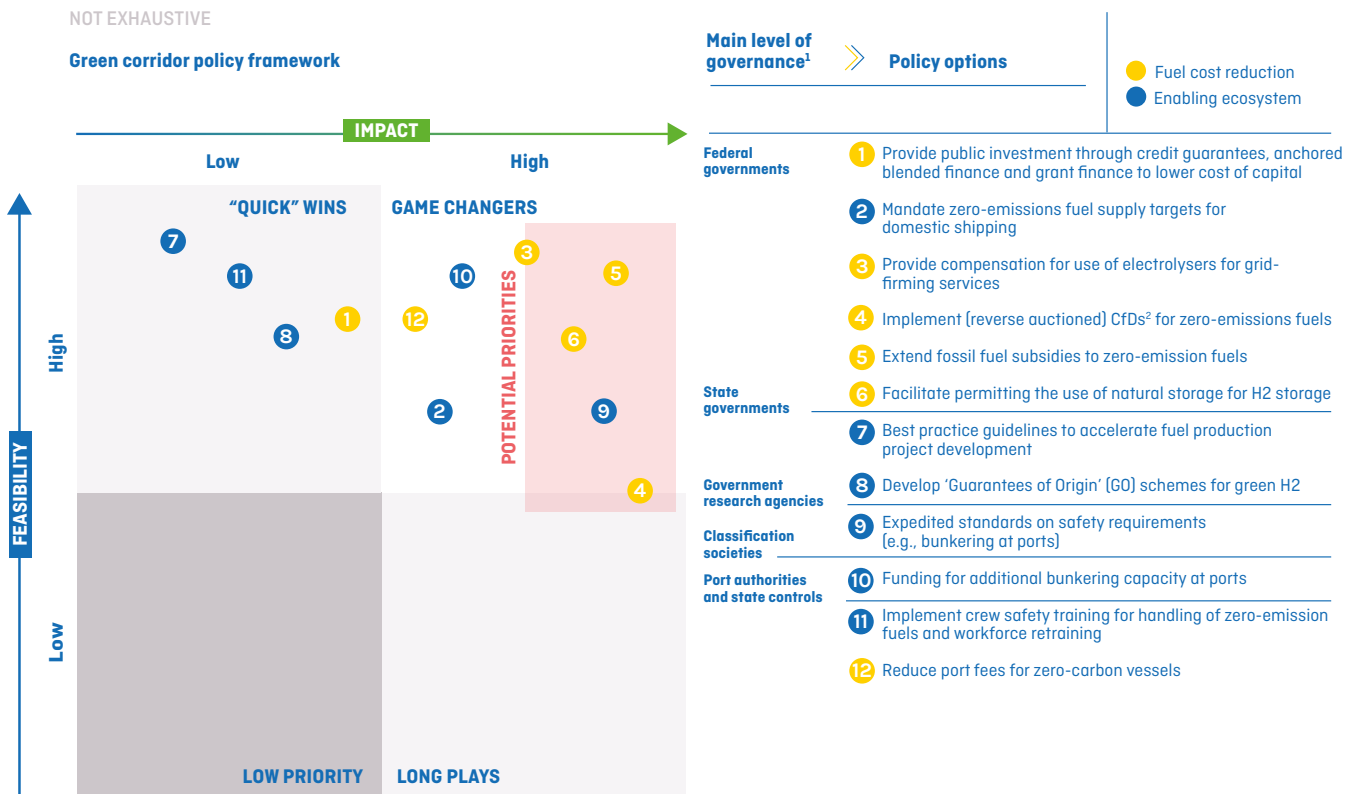 NOT EXHAUSTIVE
Green corridor policy framework
IMPACT
Low
High
FEASIBILITY
High
Low
"QUICK" WINS
GAME CHANGERS
POTENTIAL PRIORITIES
7
11
8
1
12
10
2
3
5
6
9
4
LOW PRIORITY
LONG PLAYS
Main level of
governance¹
Policy options
Fuel cost reduction
Enabling ecosystem
Federal
governments
1 Provide public investment through credit guarantees, anchored
blended finance and grant finance to lower cost of capital
2 Mandate zero-emissions fuel supply targets for
domestic shipping
3 Provide compensation for use of electrolysers for grid-
firming services
4 Implement (reverse auctioned) CfDs² for zero-emissions fuels
5 Extend fossil fuel subsidies to zero-emission fuels
State
governments
6 Facilitate permitting the use of natural storage for H2 storage
7 Best practice guidelines to accelerate fuel production
project development
Government
research agencies
8 Develop 'Guarantees of Origin' (GO) schemes for green H2
Classification
societies
9 Expedited standards on safety requirements
(e.g., bunkering at ports)
Port authorities
and state controls
10 Funding for additional bunkering capacity at ports
11 Implement crew safety training for handling of zero-emission
fuels and workforce retraining
12 Reduce port fees for zero-carbon vessels